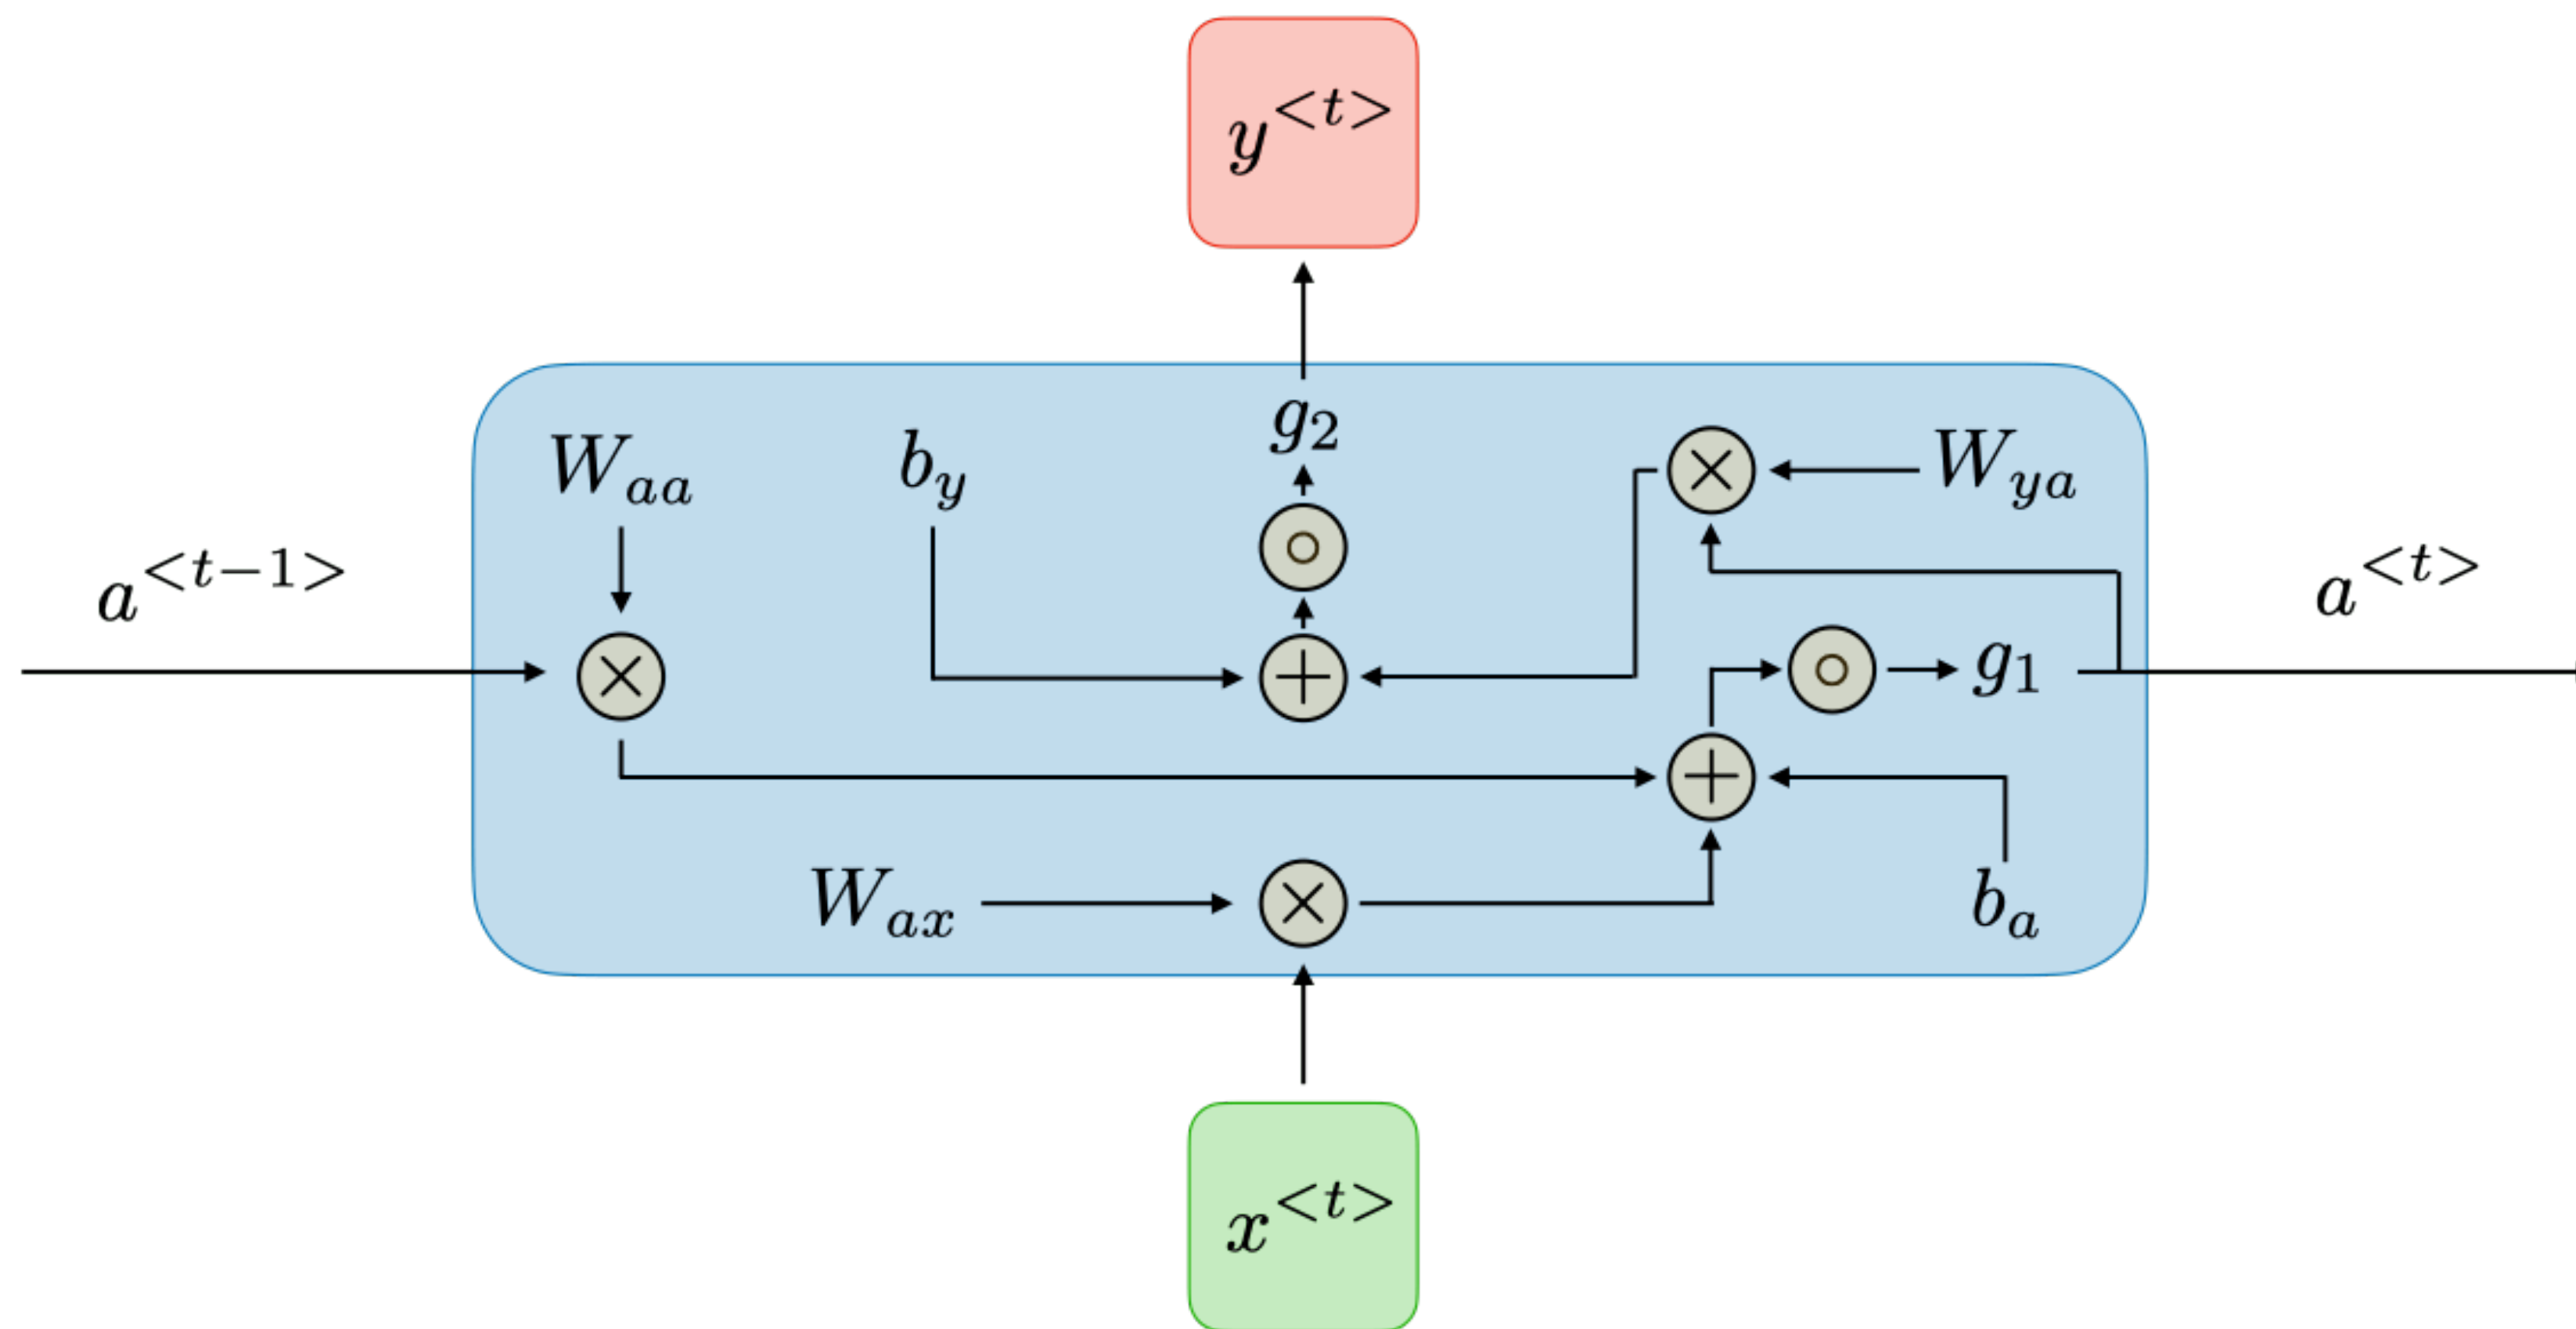 y^{<t>}
g_2
W_{aa}
b_y
W_{ya}
a^{<t-1>}
a^{<t>}
g_1
W_{ax}
b_a
x^{<t>}